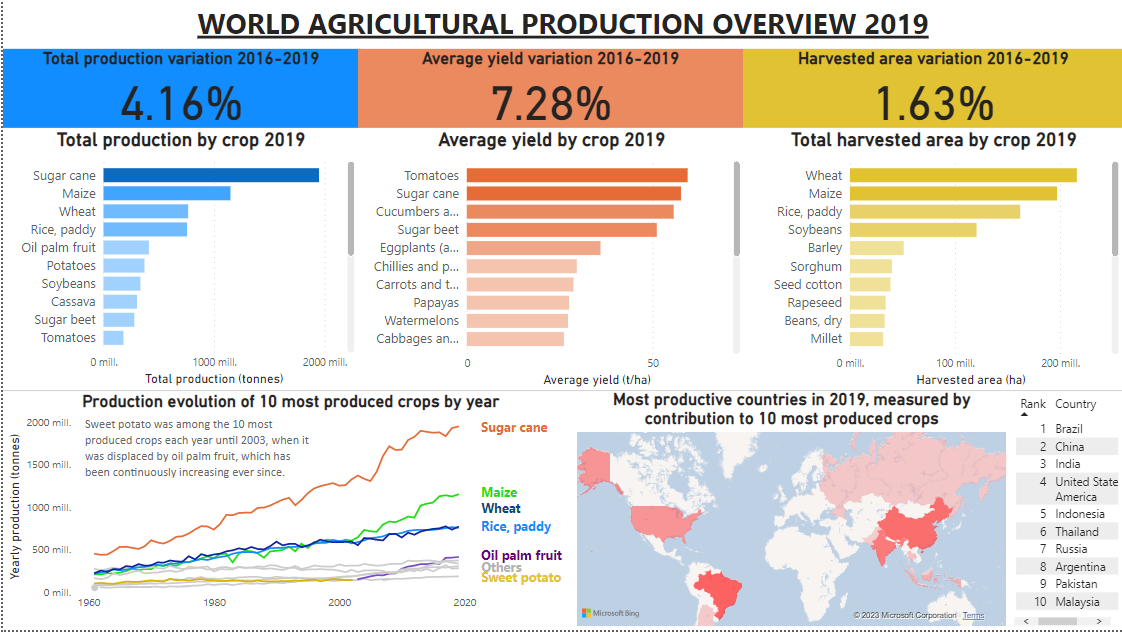 WORLD AGRICULTURAL PRODUCTION OVERVIEW 2019
Total production variation 2016-2019
4.16%
Average yield variation 2016-2019
7.28%
Harvested area variation 2016-2019
1.63%
Total production by crop 2019
Sugar cane
Maize
Wheat
Rice, paddy
Oil palm fruit
Potatoes
Soybeans
Cassava
Sugar beet
Tomatoes
0 mill.
1000 mill.
2000 mill.
Total production (tonnes)
Average yield by crop 2019
Tomatoes
Sugar cane
Cucumbers a...
Sugar beet
Eggplants (a...
Chillies and p...
Carrots and t...
Papayas
Watermelons
Cabbages an...
0
50
Average yield (t/ha)
Total harvested area by crop 2019
Wheat
Maize
Rice, paddy
Soybeans
Barley
Sorghum
Seed cotton
Rapeseed
Beans, dry
Millet
0 mill.
100 mill.
200 mill.
Harvested area (ha)
Production evolution of 10 most produced crops by year
Sweet potato was among the 10 most
produced crops each year until 2003, when it
was displaced by oil palm fruit, which has
been continuously increasing ever since.
Yearly production (tonnes)
2000 mill.
1500 mill.
1000 mill.
500 mill.
0 mill.
1960
1980
2000
2020
Sugar cane
Maize
Wheat
Rice, paddy
Oil palm fruit
Others
Sweet potato
Most productive countries in 2019, measured by
contribution to 10 most produced crops
Microsoft Bing
© 2023 Microsoft Corporation Terms
Rank Country
1 Brazil
2 China
3 India
4 United State
America
5 Indonesia
6 Thailand
7 Russia
8 Argentina
9 Pakistan
10 Malaysia